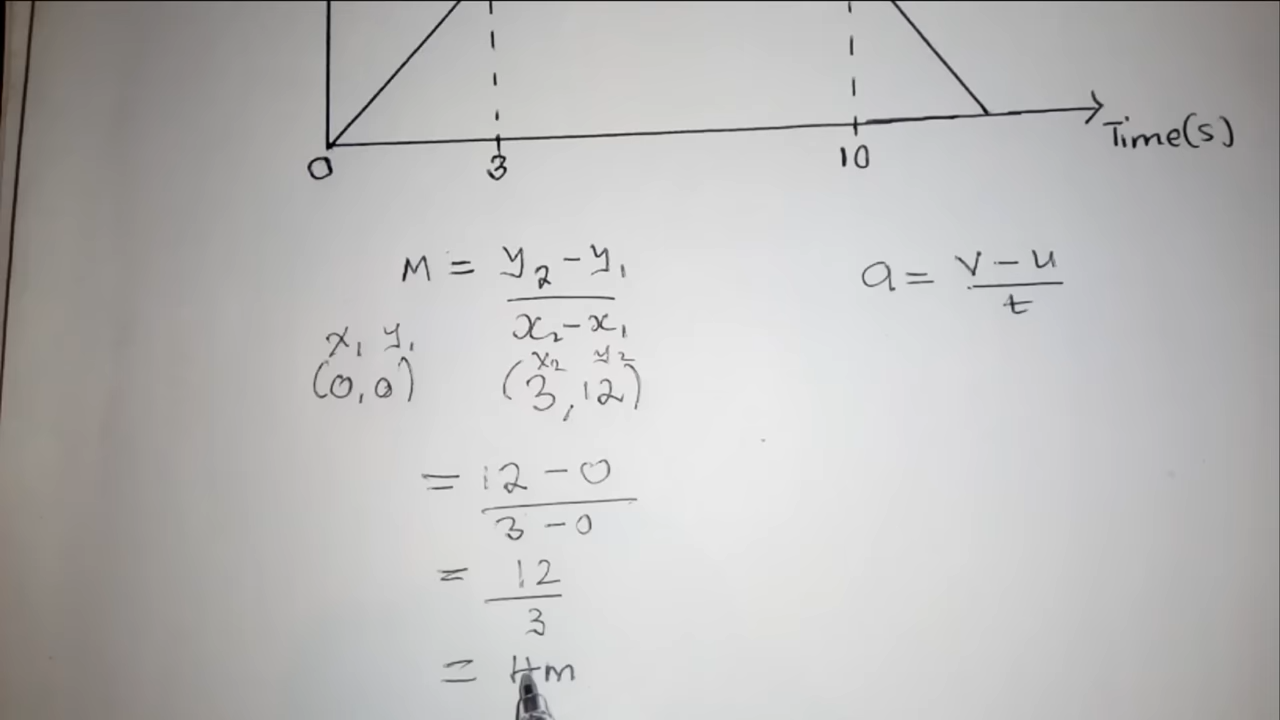 Time(s)
0 3 10
M = y₂ - y₁
x₂ - x₁
a = v - u
t
x₁ y₁
(0,0)
x₂ y₂
(3,12)
= 12 - 0
3 - 0
= 12
3
= 4m